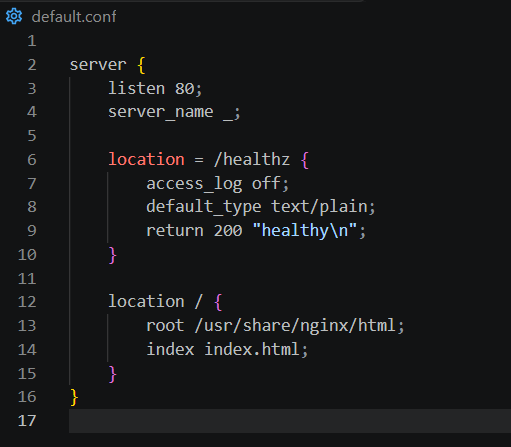 default.conf
1
2 server {
3     listen 80;
4     server_name _;
5
6     location = /healthz {
7         access_log off;
8         default_type text/plain;
9         return 200 "healthy\n";
10     }
11
12     location / {
13         root /usr/share/nginx/html;
14         index index.html;
15     }
16 }
17